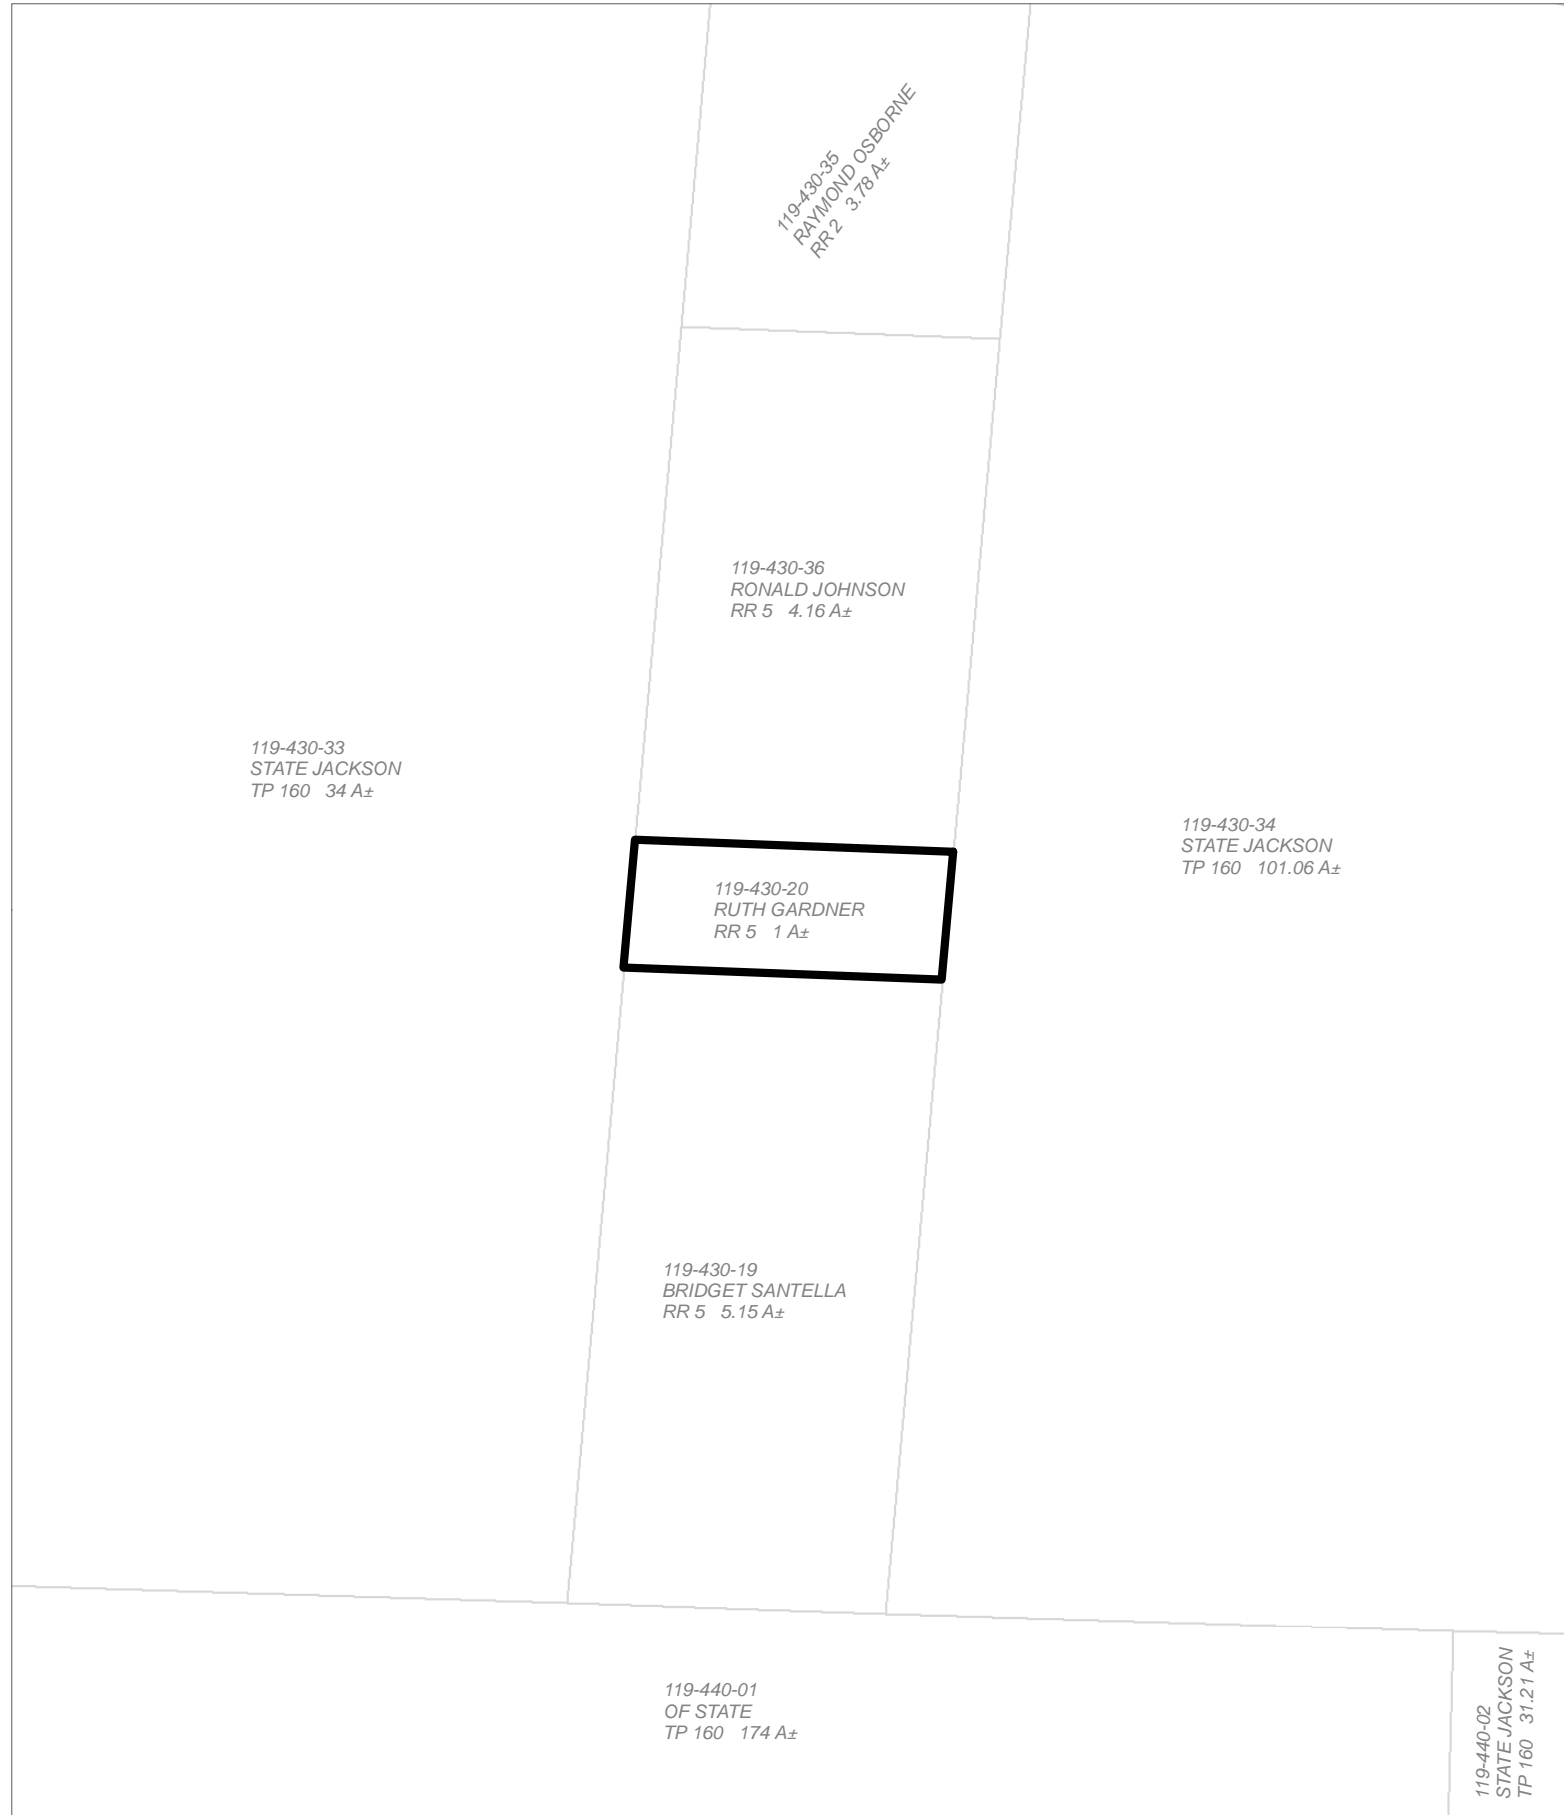 119-430-35
RAYMOND OSBORNE
RR 2 3.78 A±
119-430-36
RONALD JOHNSON
RR 5 4.16 A±
119-430-33
STATE JACKSON
TP 160 34 A±
119-430-34
STATE JACKSON
TP 160 101.06 A±
119-430-20
RUTH GARDNER
RR 5 1 A±
119-430-19
BRIDGET SANTELLA
RR 5 5.15 A±
119-440-01
OF STATE
TP 160 174 A±
119-440-02
STATE JACKSON
TP 160 31.21 A±